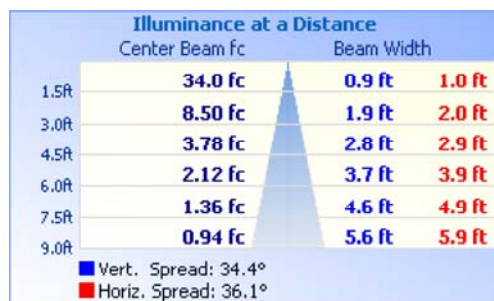 Illuminance at a Distance
Center Beam fc Beam Width
34.0 fc 0.9 ft 1.0 ft
1.5ft
8.50 fc 1.9 ft 2.0 ft
3.0ft
3.78 fc 2.8 ft 2.9 ft
4.5ft
2.12 fc 3.7 ft 3.9 ft
6.0ft
1.36 fc 4.6 ft 4.9 ft
7.5ft
0.94 fc 5.6 ft 5.9 ft
9.0ft
Vert. Spread: 34.4°
Horiz. Spread: 36.1°